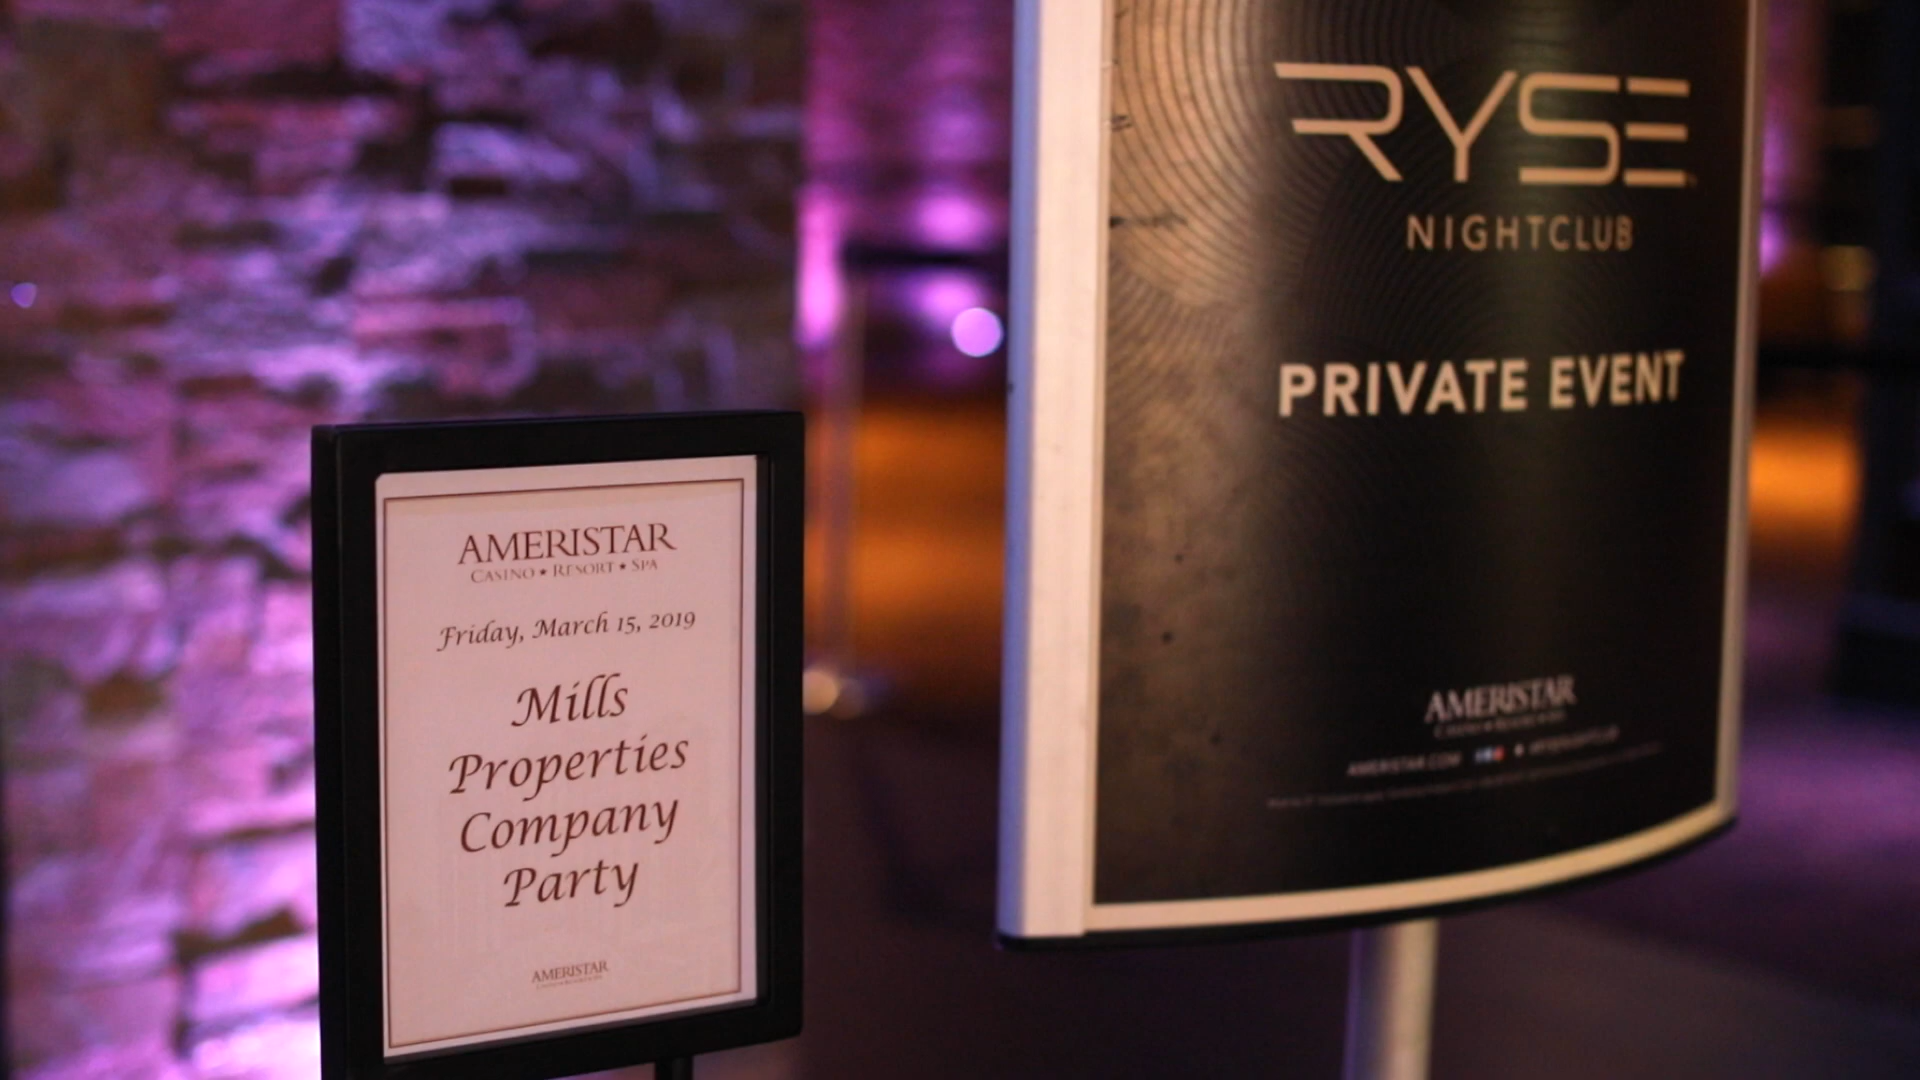 AMERISTAR
CASINO ★ RESORT ★ SPA
Friday, March 15, 2019
Mills
Properties
Company
Party
AMERISTAR
RYSE
NIGHTCLUB
PRIVATE EVENT
AMERISTAR
AMERISTAR.COM